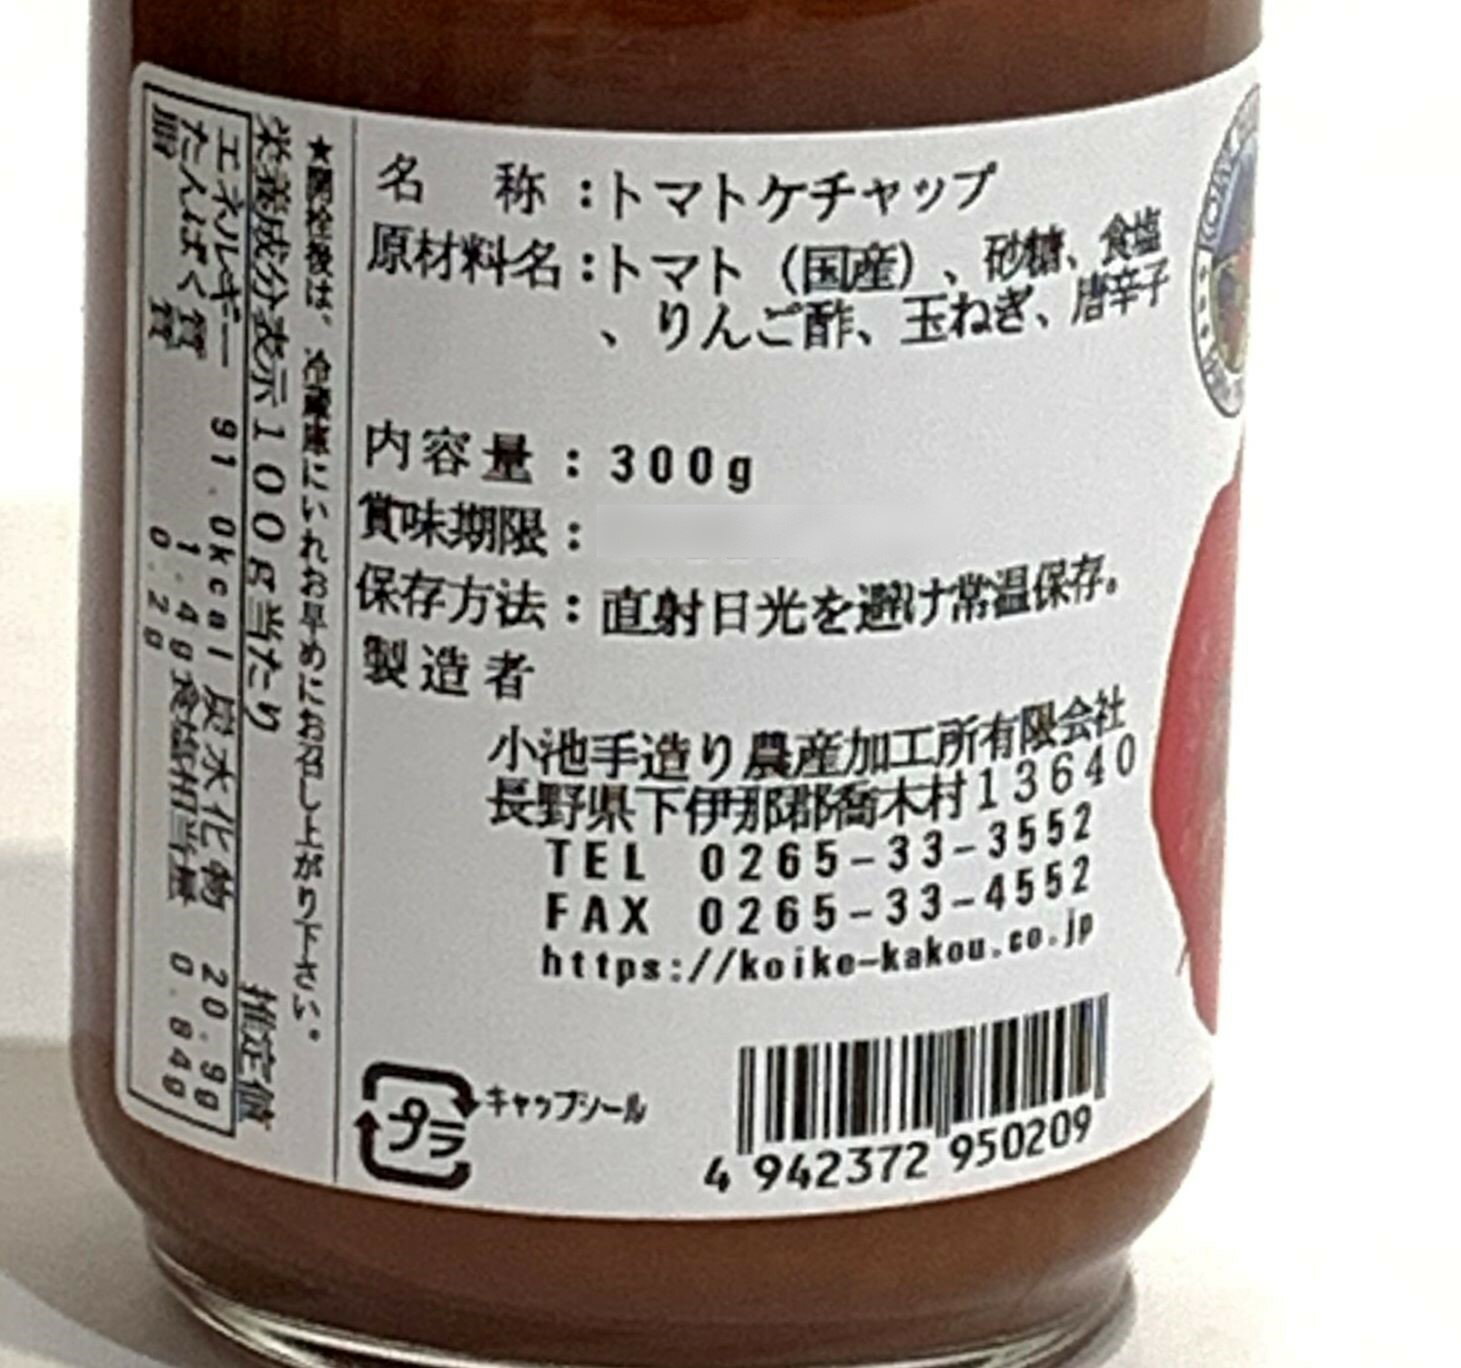 名　称：トマトケチャップ
原材料名：トマト（国産）、砂糖、食塩
、りんご酢、玉ねぎ、唐辛子
内容量：300g
賞味期限：
保存方法：直射日光を避け常温保存。
製造者
小池手造り農産加工所有限会社
長野県下伊那郡喬木村13640
TEL 0265-33-3552
FAX 0265-33-4552
https://koike-kakou.co.jp
プラ
キャップシール
4 942372 950209
★開栓後は、冷蔵庫にいれお早めにお召し上がり下さい。
栄養成分表示100g当たり　推定値
エネルギー 91.0kcal 炭水化物 20.9g
たんぱく質 1.4g 食塩相当量 0.84g
脂　質 0.2g